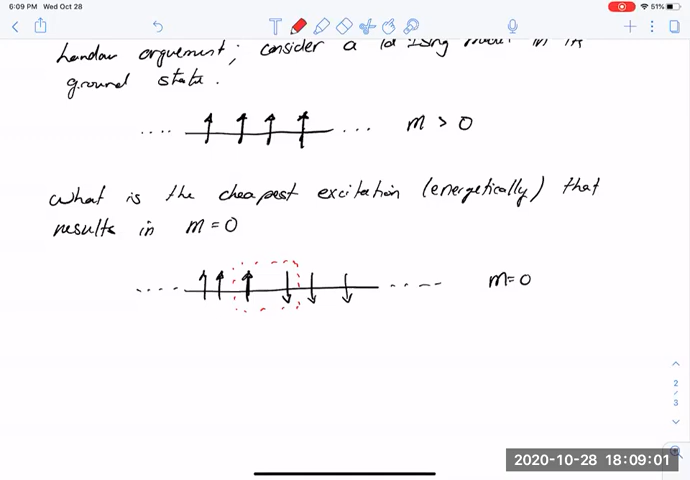 6:09 PM Wed Oct 28
51%
Landau arguement; consider a 1d Ising model in its
ground state.
.... ... m > 0
What is the cheapest excitation (energetically) that
results in m = 0
..... ..... m=0
2
/
3
2020-10-28 18:09:01